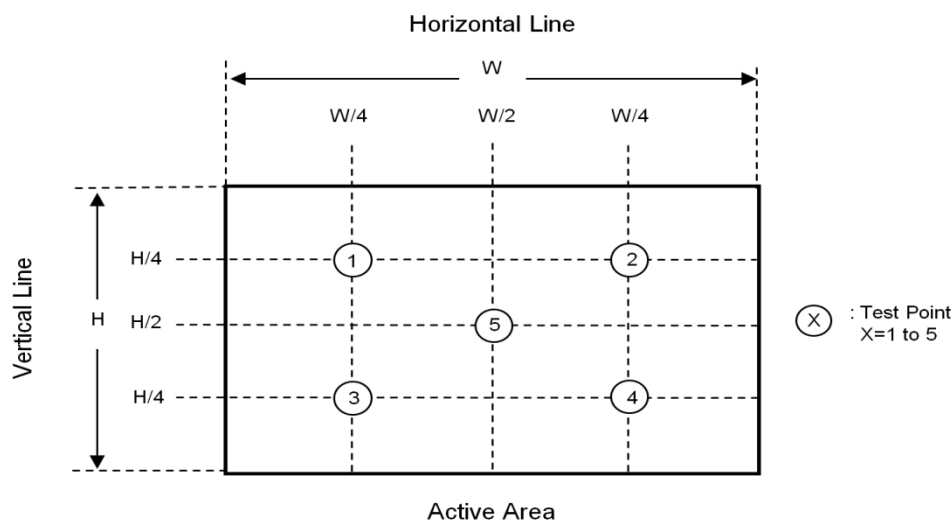 Horizontal Line
W
W/4 W/2 W/4
Vertical Line
H
H/4
1 2
H/2
5
: Test Point
X
X=1 to 5
H/4
3 4
Active Area